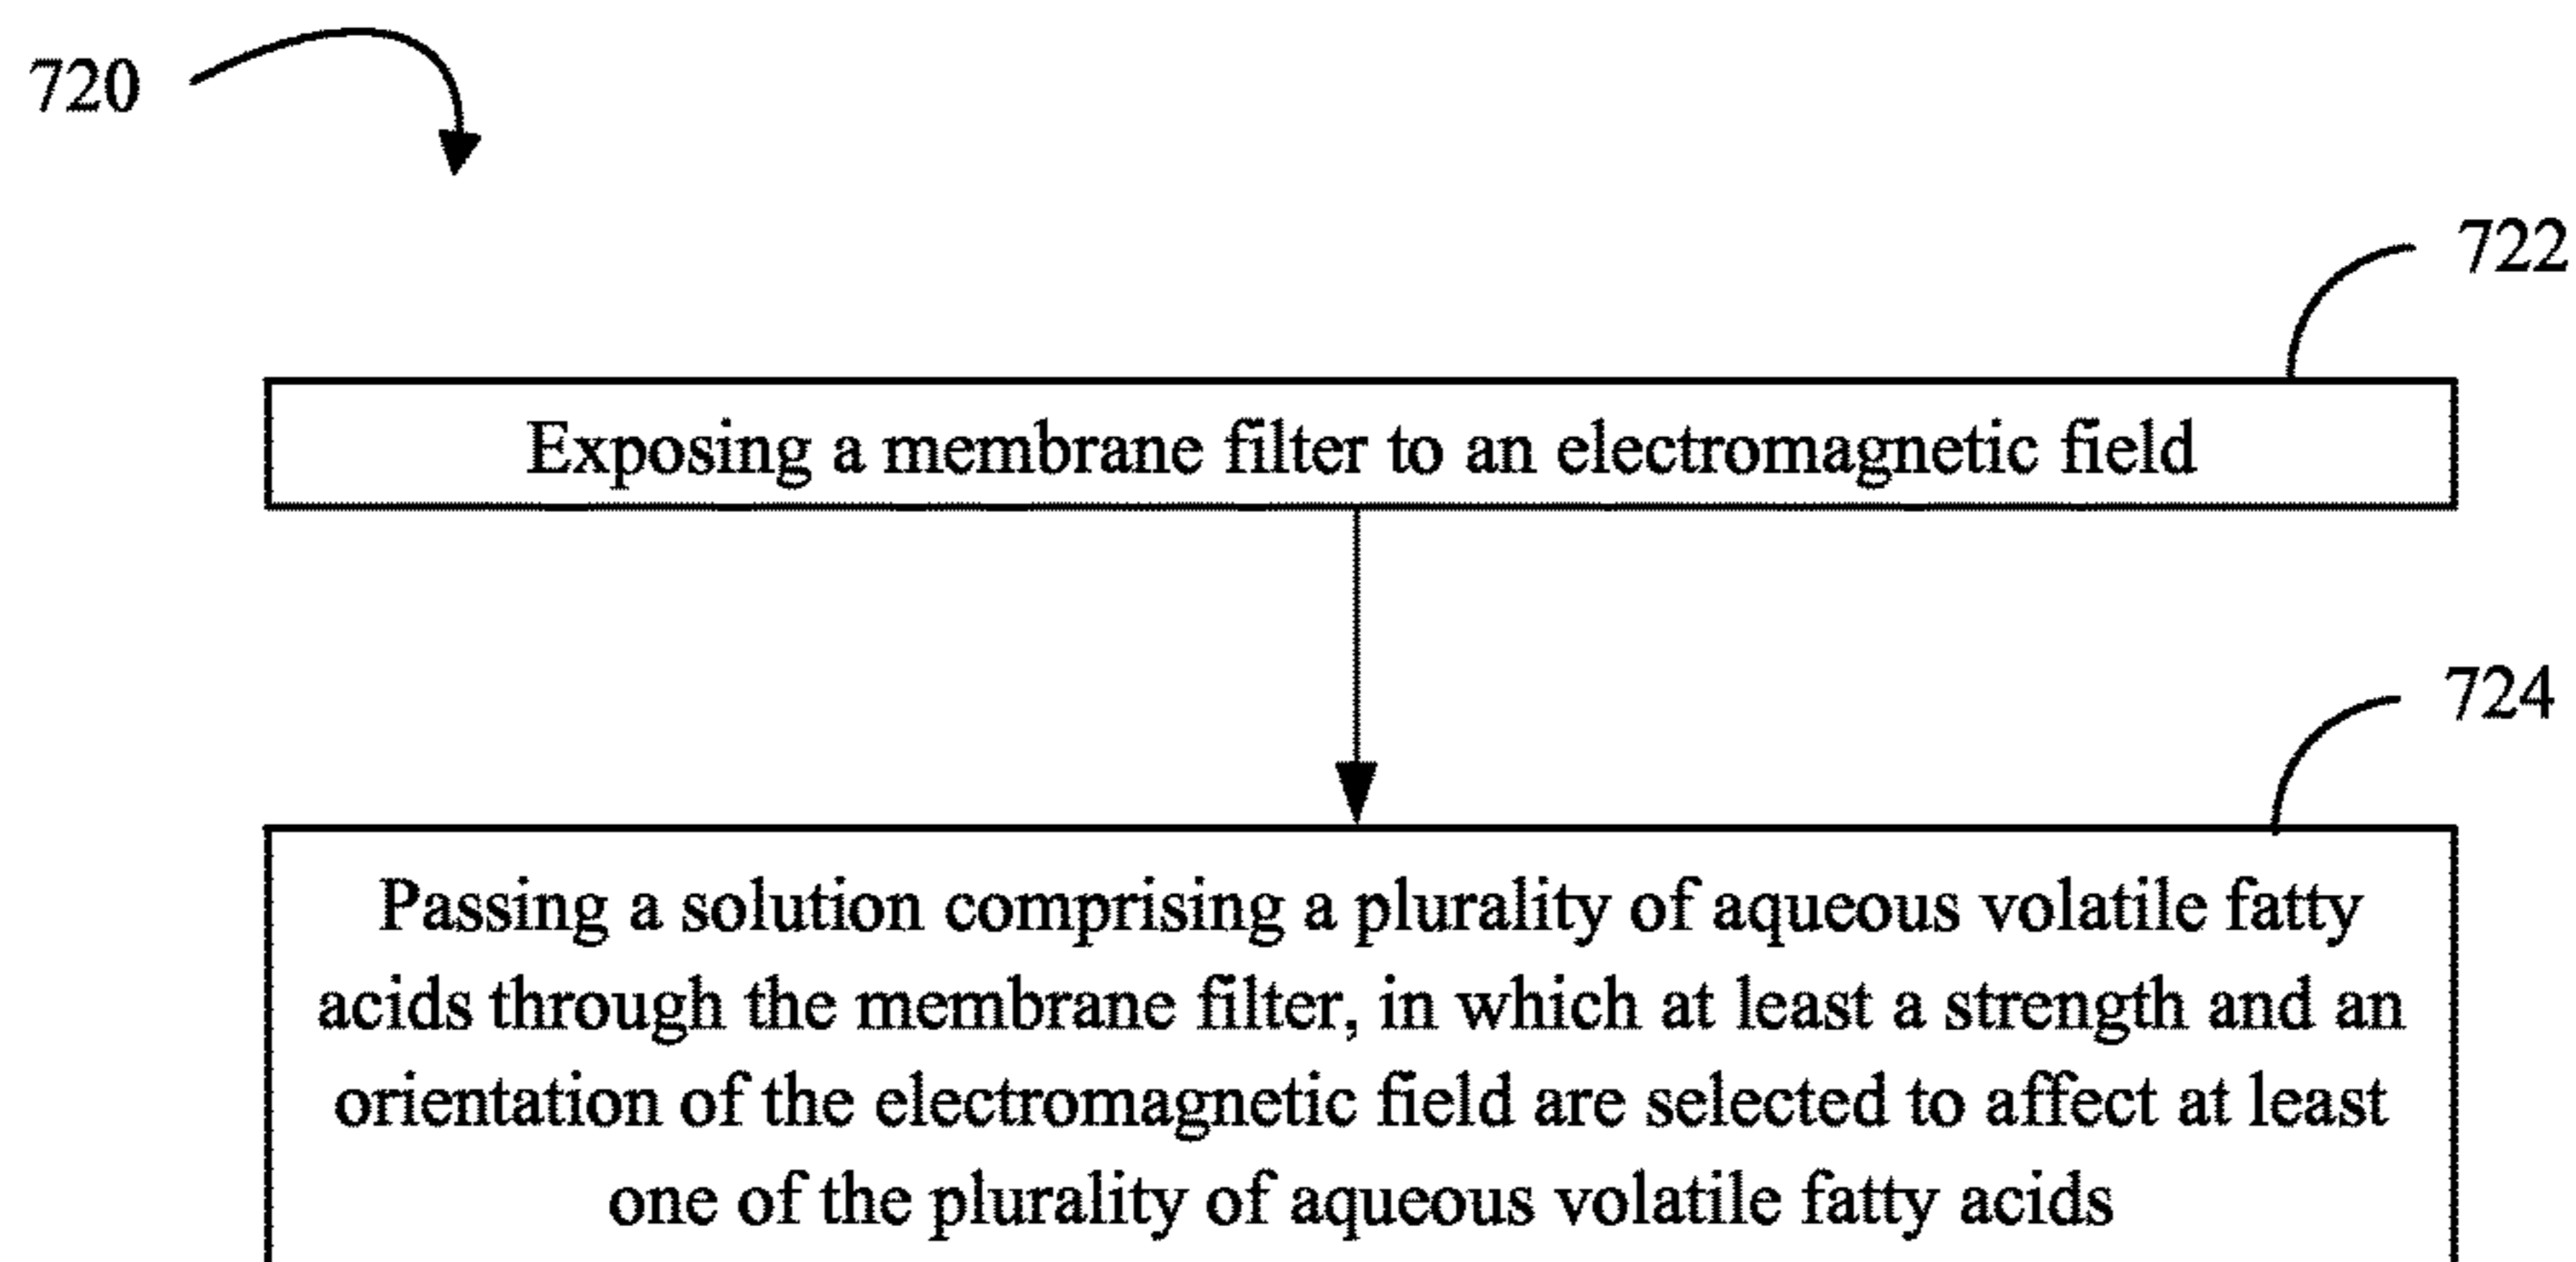 720
722
Exposing a membrane filter to an electromagnetic field
724
Passing a solution comprising a plurality of aqueous volatile fatty
acids through the membrane filter, in which at least a strength and an
orientation of the electromagnetic field are selected to affect at least
one of the plurality of aqueous volatile fatty acids